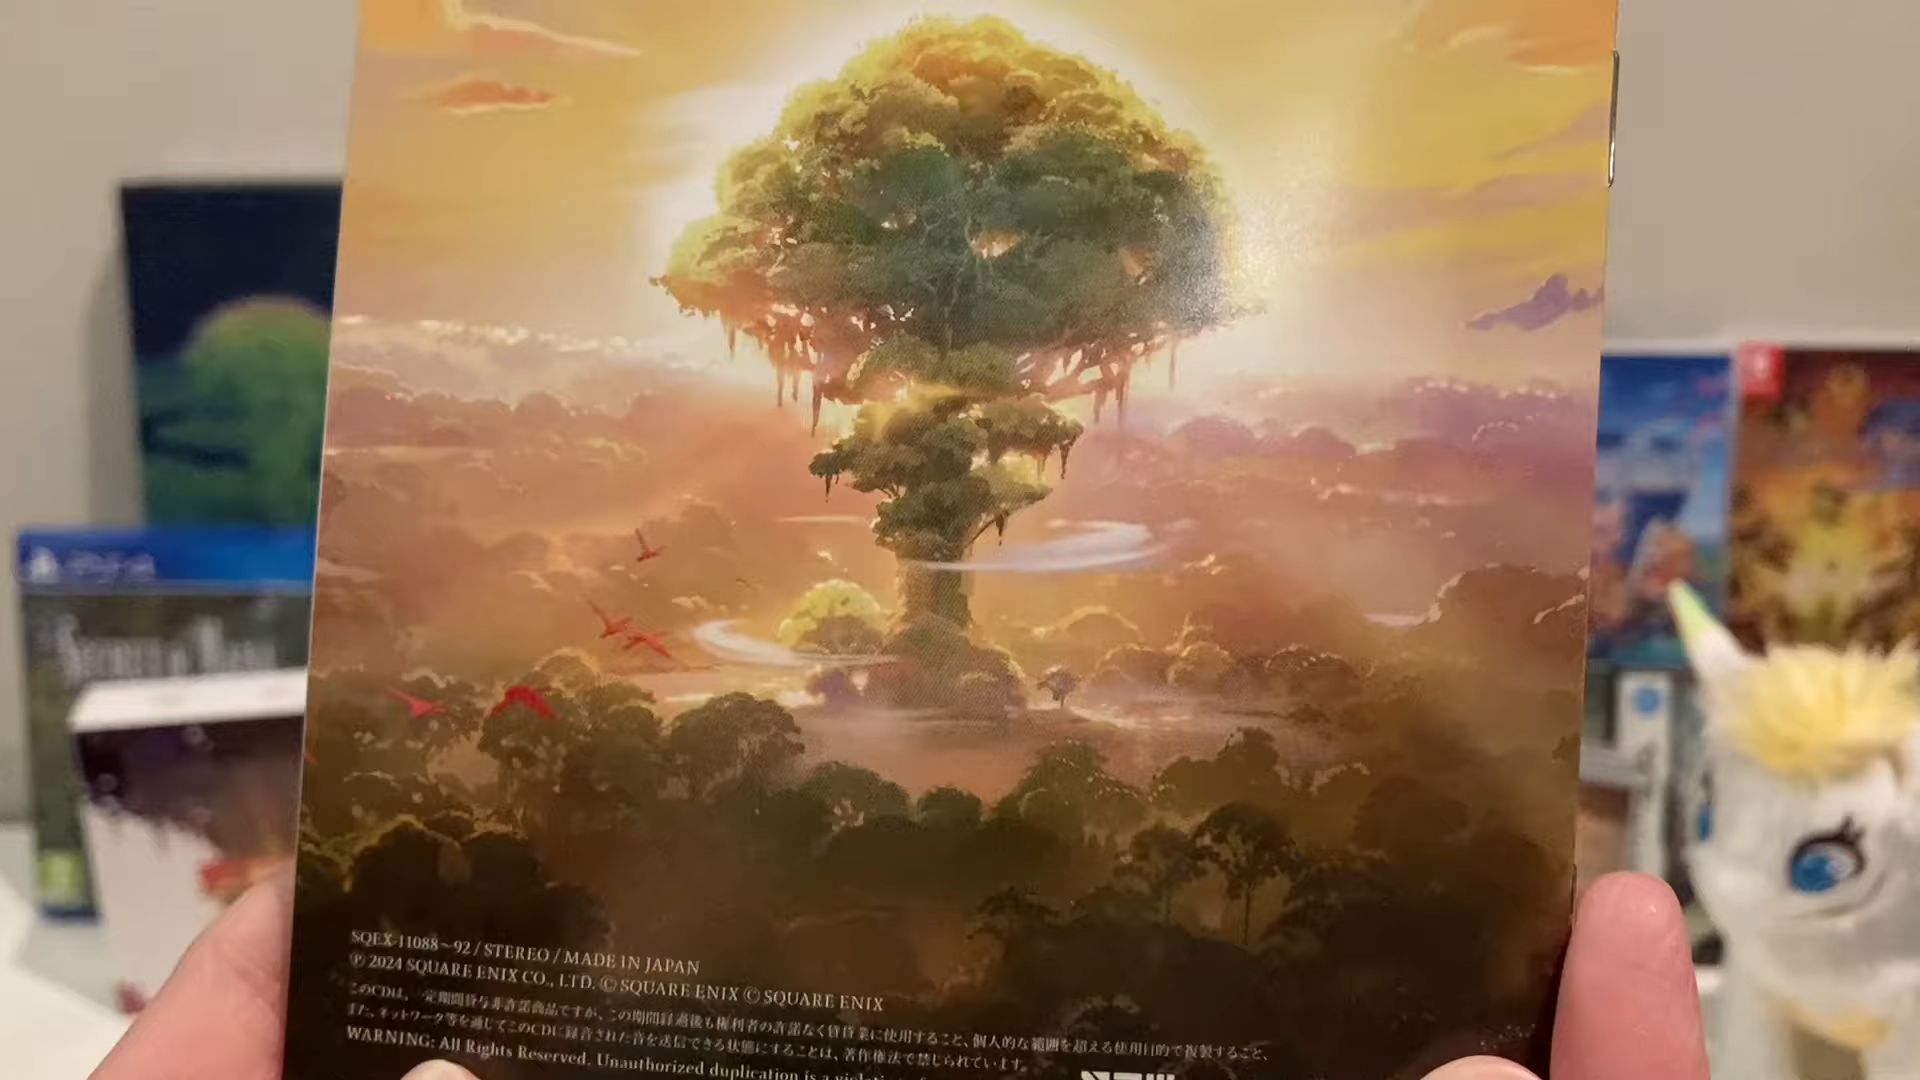 PS4
SECRET of MANA
SQEX-11088~92 / STEREO / MADE IN JAPAN
Ⓟ 2024 SQUARE ENIX CO., LTD. Ⓒ SQUARE ENIX Ⓒ SQUARE ENIX
このCDは、一定期間貸与非許諾商品ですが、この期間経過後も権利者の許諾なく賃貸業に使用すること、個人的な範囲を超える使用目的で複製すること、
また、ネットワーク等を通じてこのCDに録音された音を送信できる状態にすることは、著作権法で禁じられています。
WARNING: All Rights Reserved. Unauthorized duplication is a